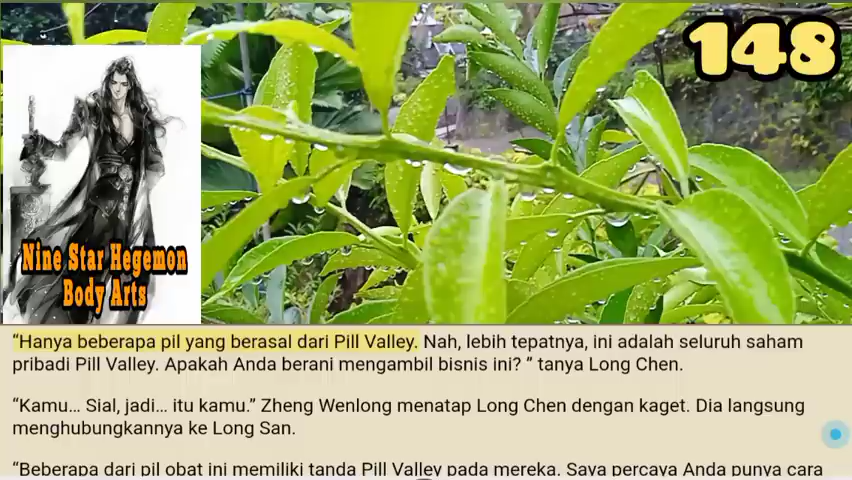 148
Nine Star Hegemon
Body Arts
“Hanya beberapa pil yang berasal dari Pill Valley. Nah, lebih tepatnya, ini adalah seluruh saham
pribadi Pill Valley. Apakah Anda berani mengambil bisnis ini? ” tanya Long Chen.
“Kamu… Sial, jadi… itu kamu.” Zheng Wenlong menatap Long Chen dengan kaget. Dia langsung
menghubungkannya ke Long San.
“Beberapa dari pil obat ini memiliki tanda Pill Valley pada mereka. Saya percaya Anda punya cara